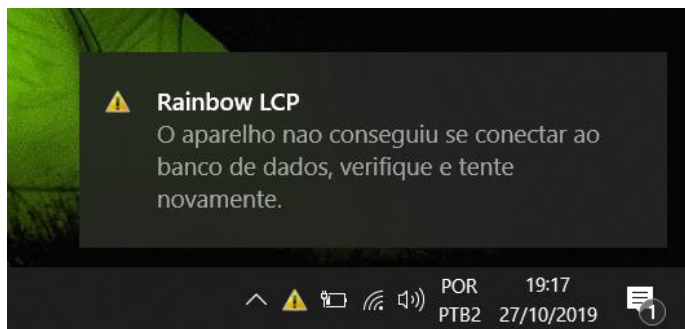 Rainbow LCP
O aparelho nao conseguiu se conectar ao
banco de dados, verifique e tente
novamente.
POR
19:17
PTB2
27/10/2019
1